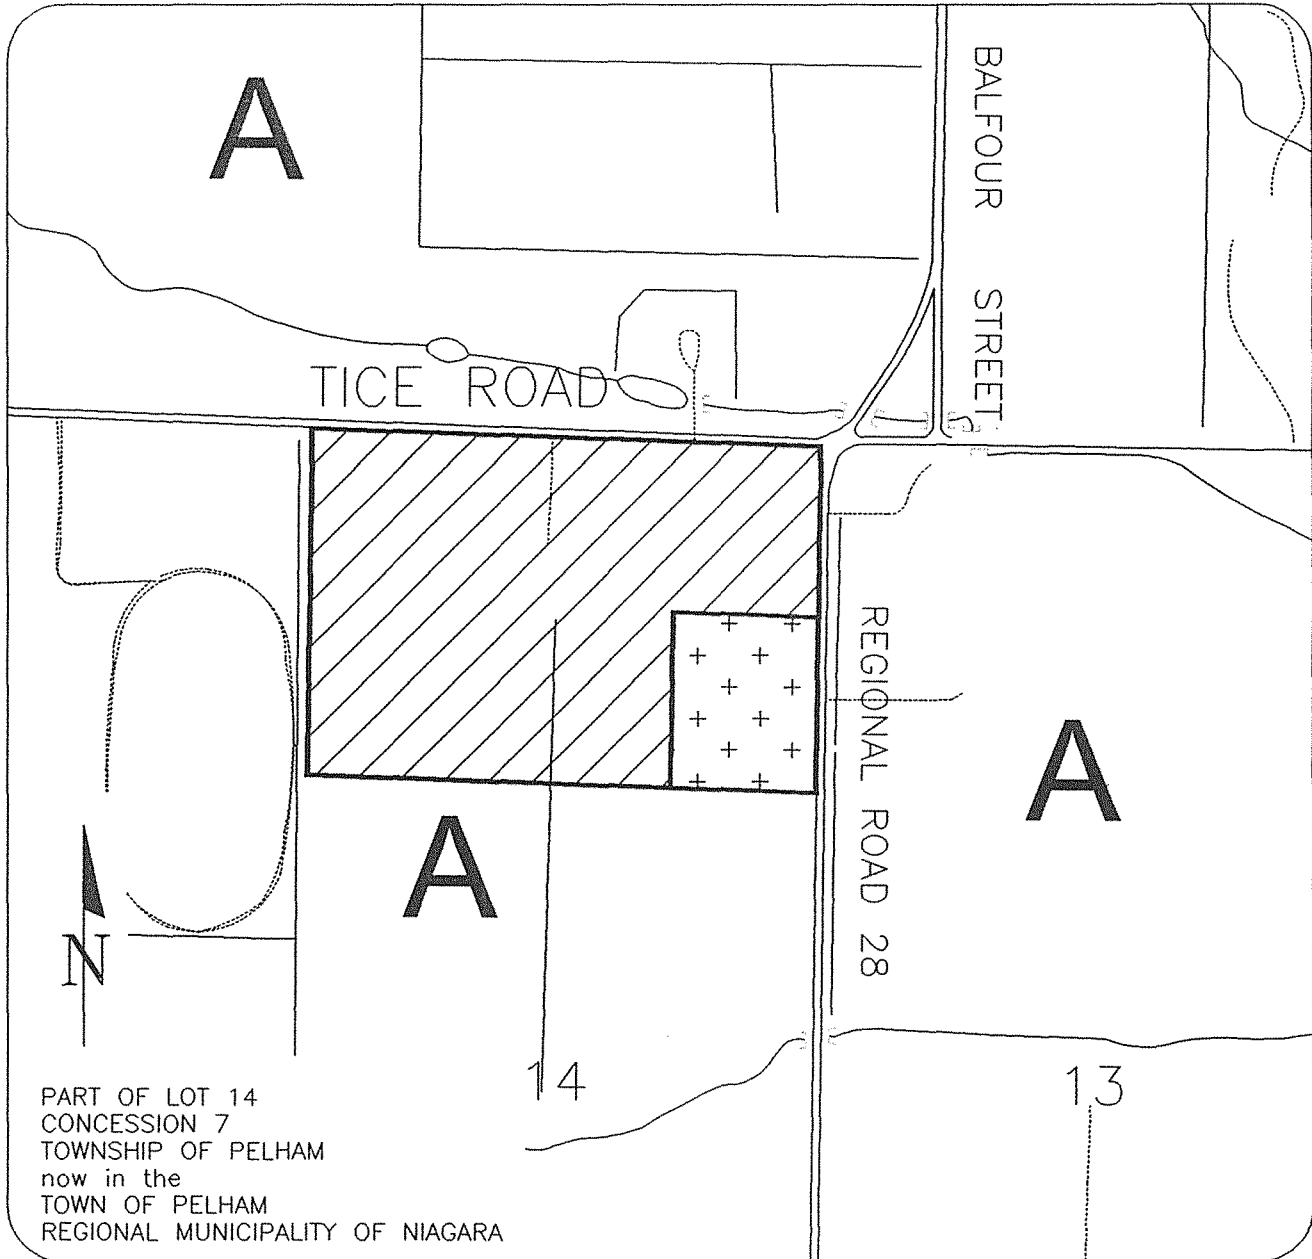 A
BALFOUR STREET
TICE ROAD
REGIONAL ROAD 28
A
A
N
14
13
PART OF LOT 14
CONCESSION 7
TOWNSHIP OF PELHAM
now in the
TOWN OF PELHAM
REGIONAL MUNICIPALITY OF NIAGARA